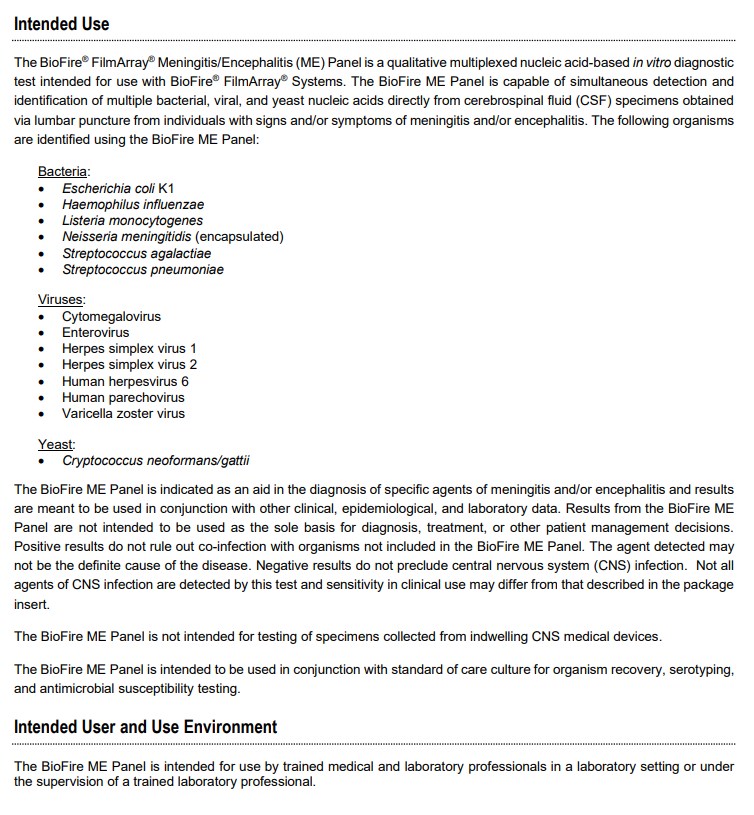 Intended Use
The BioFire® FilmArray® Meningitis/Encephalitis (ME) Panel is a qualitative multiplexed nucleic acid-based in vitro diagnostic
test intended for use with BioFire® FilmArray® Systems. The BioFire ME Panel is capable of simultaneous detection and
identification of multiple bacterial, viral, and yeast nucleic acids directly from cerebrospinal fluid (CSF) specimens obtained
via lumbar puncture from individuals with signs and/or symptoms of meningitis and/or encephalitis. The following organisms
are identified using the BioFire ME Panel:
Bacteria:
• Escherichia coli K1
• Haemophilus influenzae
• Listeria monocytogenes
• Neisseria meningitidis (encapsulated)
• Streptococcus agalactiae
• Streptococcus pneumoniae
Viruses:
• Cytomegalovirus
• Enterovirus
• Herpes simplex virus 1
• Herpes simplex virus 2
• Human herpesvirus 6
• Human parechovirus
• Varicella zoster virus
Yeast:
• Cryptococcus neoformans/gattii
The BioFire ME Panel is indicated as an aid in the diagnosis of specific agents of meningitis and/or encephalitis and results
are meant to be used in conjunction with other clinical, epidemiological, and laboratory data. Results from the BioFire ME
Panel are not intended to be used as the sole basis for diagnosis, treatment, or other patient management decisions.
Positive results do not rule out co-infection with organisms not included in the BioFire ME Panel. The agent detected may
not be the definite cause of the disease. Negative results do not preclude central nervous system (CNS) infection. Not all
agents of CNS infection are detected by this test and sensitivity in clinical use may differ from that described in the package
insert.
The BioFire ME Panel is not intended for testing of specimens collected from indwelling CNS medical devices.
The BioFire ME Panel is intended to be used in conjunction with standard of care culture for organism recovery, serotyping,
and antimicrobial susceptibility testing.
Intended User and Use Environment
The BioFire ME Panel is intended for use by trained medical and laboratory professionals in a laboratory setting or under
the supervision of a trained laboratory professional.